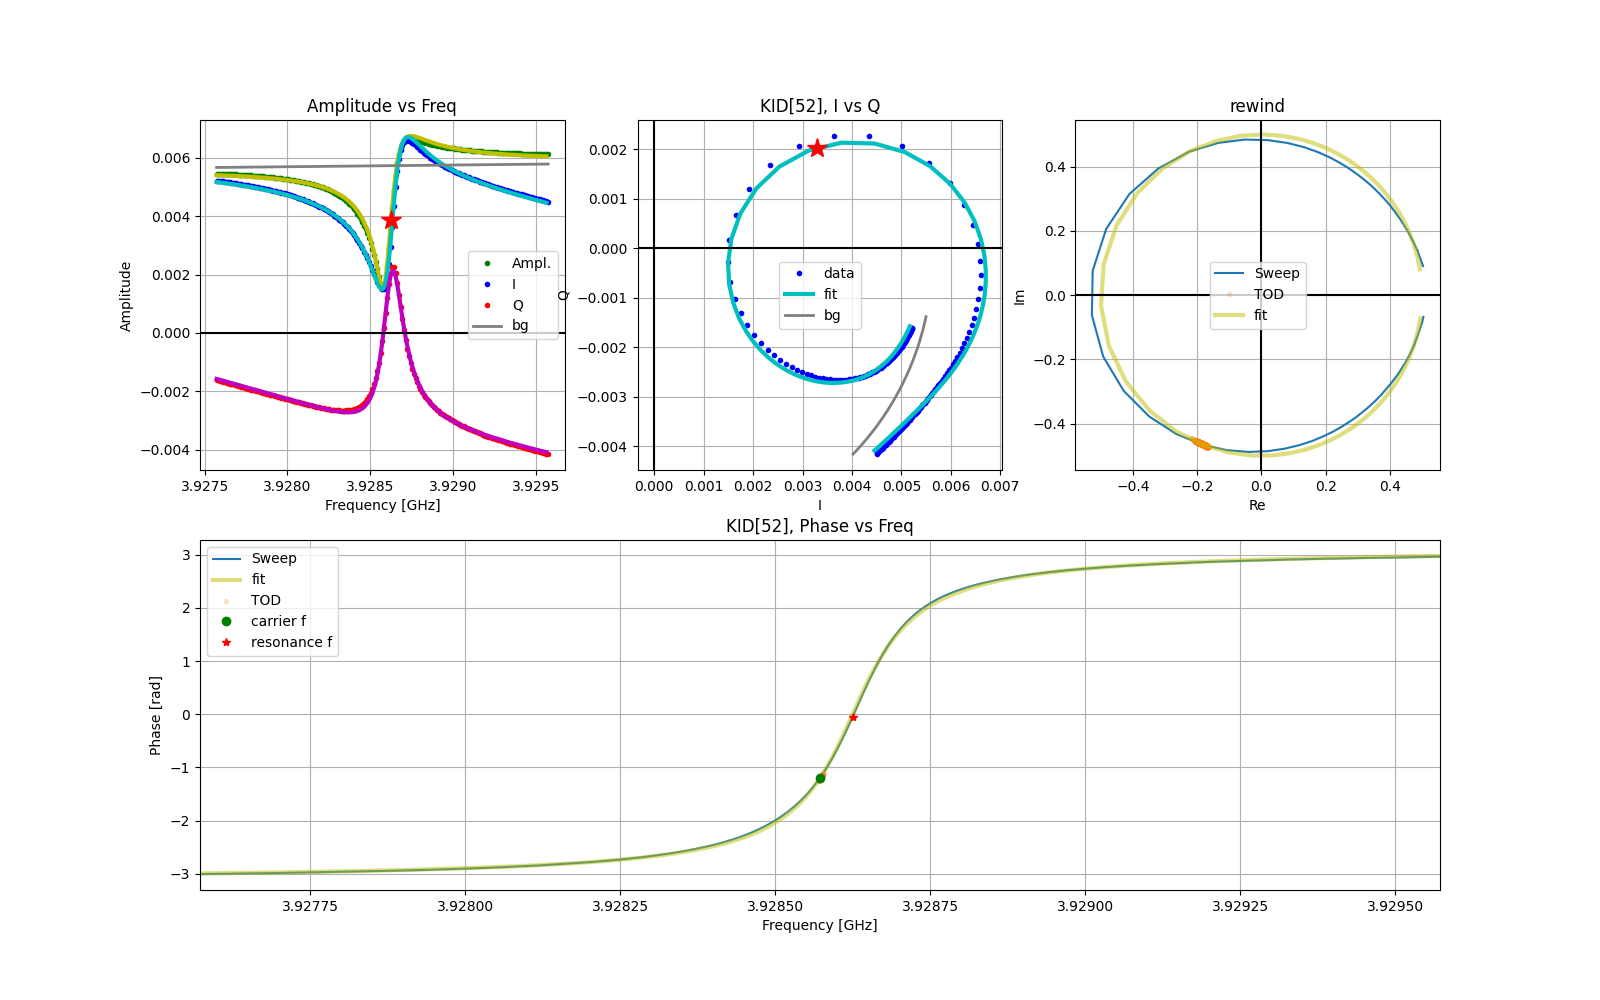 Amplitude vs Freq
Amplitude
0.006
0.004
0.002
0.000
−0.002
−0.004
Ampl.
I
Q
bg
3.9275 3.9280 3.9285 3.9290 3.9295
Frequency [GHz]
KID[52], I vs Q
Q
0.002
0.001
0.000
−0.001
−0.002
−0.003
−0.004
data
fit
bg
0.000 0.001 0.002 0.003 0.004 0.005 0.006 0.007
I
rewind
Im
0.4
0.2
0.0
−0.2
−0.4
Sweep
TOD
fit
−0.4 −0.2 0.0 0.2 0.4
Re
KID[52], Phase vs Freq
Phase [rad]
3
2
1
0
−1
−2
−3
Sweep
fit
TOD
carrier f
resonance f
3.92775 3.92800 3.92825 3.92850 3.92875 3.92900 3.92925 3.92950
Frequency [GHz]